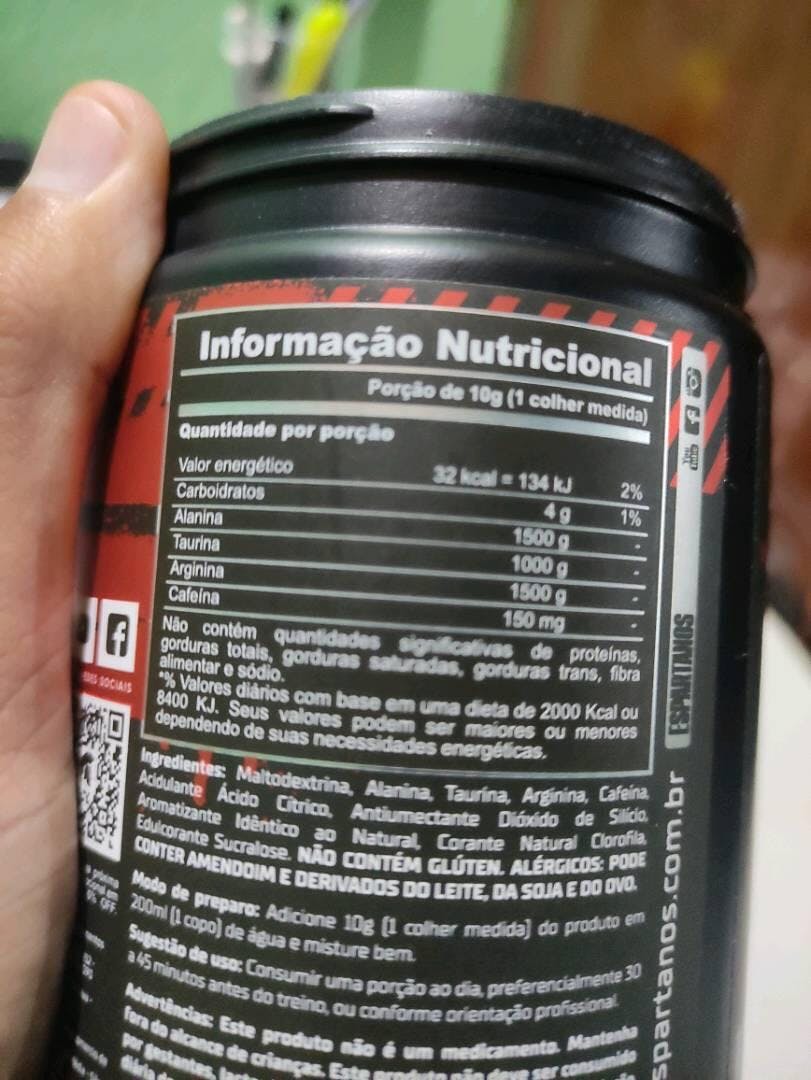 Informação Nutricional
Porção de 10g (1 colher medida)
Quantidade por porção
Valor energético 32 kcal = 134 kJ 2%
Carboidratos 4 g 1%
Alanina 1500 g -
Taurina 1000 g -
Arginina 1500 g -
Cafeína 150 mg -
Não contém quantidades significativas de proteínas,
gorduras totais, gorduras saturadas, gorduras trans, fibra
alimentar e sódio.
*% Valores diários com base em uma dieta de 2000 Kcal ou
8400 KJ. Seus valores podem ser maiores ou menores
dependendo de suas necessidades energéticas.
Ingredientes: Maltodextrina, Alanina, Taurina, Arginina, Cafeína,
Acidulante Ácido Cítrico, Antiumectante Dióxido de Silício,
Aromatizante Idêntico ao Natural, Corante Natural Clorofila,
Edulcorante Sucralose. NÃO CONTÉM GLÚTEN. ALÉRGICOS: PODE
CONTER AMENDOIM E DERIVADOS DO LEITE, DA SOJA E DO OVO.
Modo de preparo: Adicione 10g (1 colher medida) do produto em
200ml (1 copo) de água e misture bem.
Sugestão de uso: Consumir uma porção ao dia, preferencialmente 30
a 45 minutos antes do treino, ou conforme orientação profissional.
Advertências: Este produto não é um medicamento. Mantenha
fora do alcance de crianças. Este produto não deve ser consumido
por gestantes,
You Tube
ESPARTANOS
spartanos.com.br
SOCIAIS
OFF.